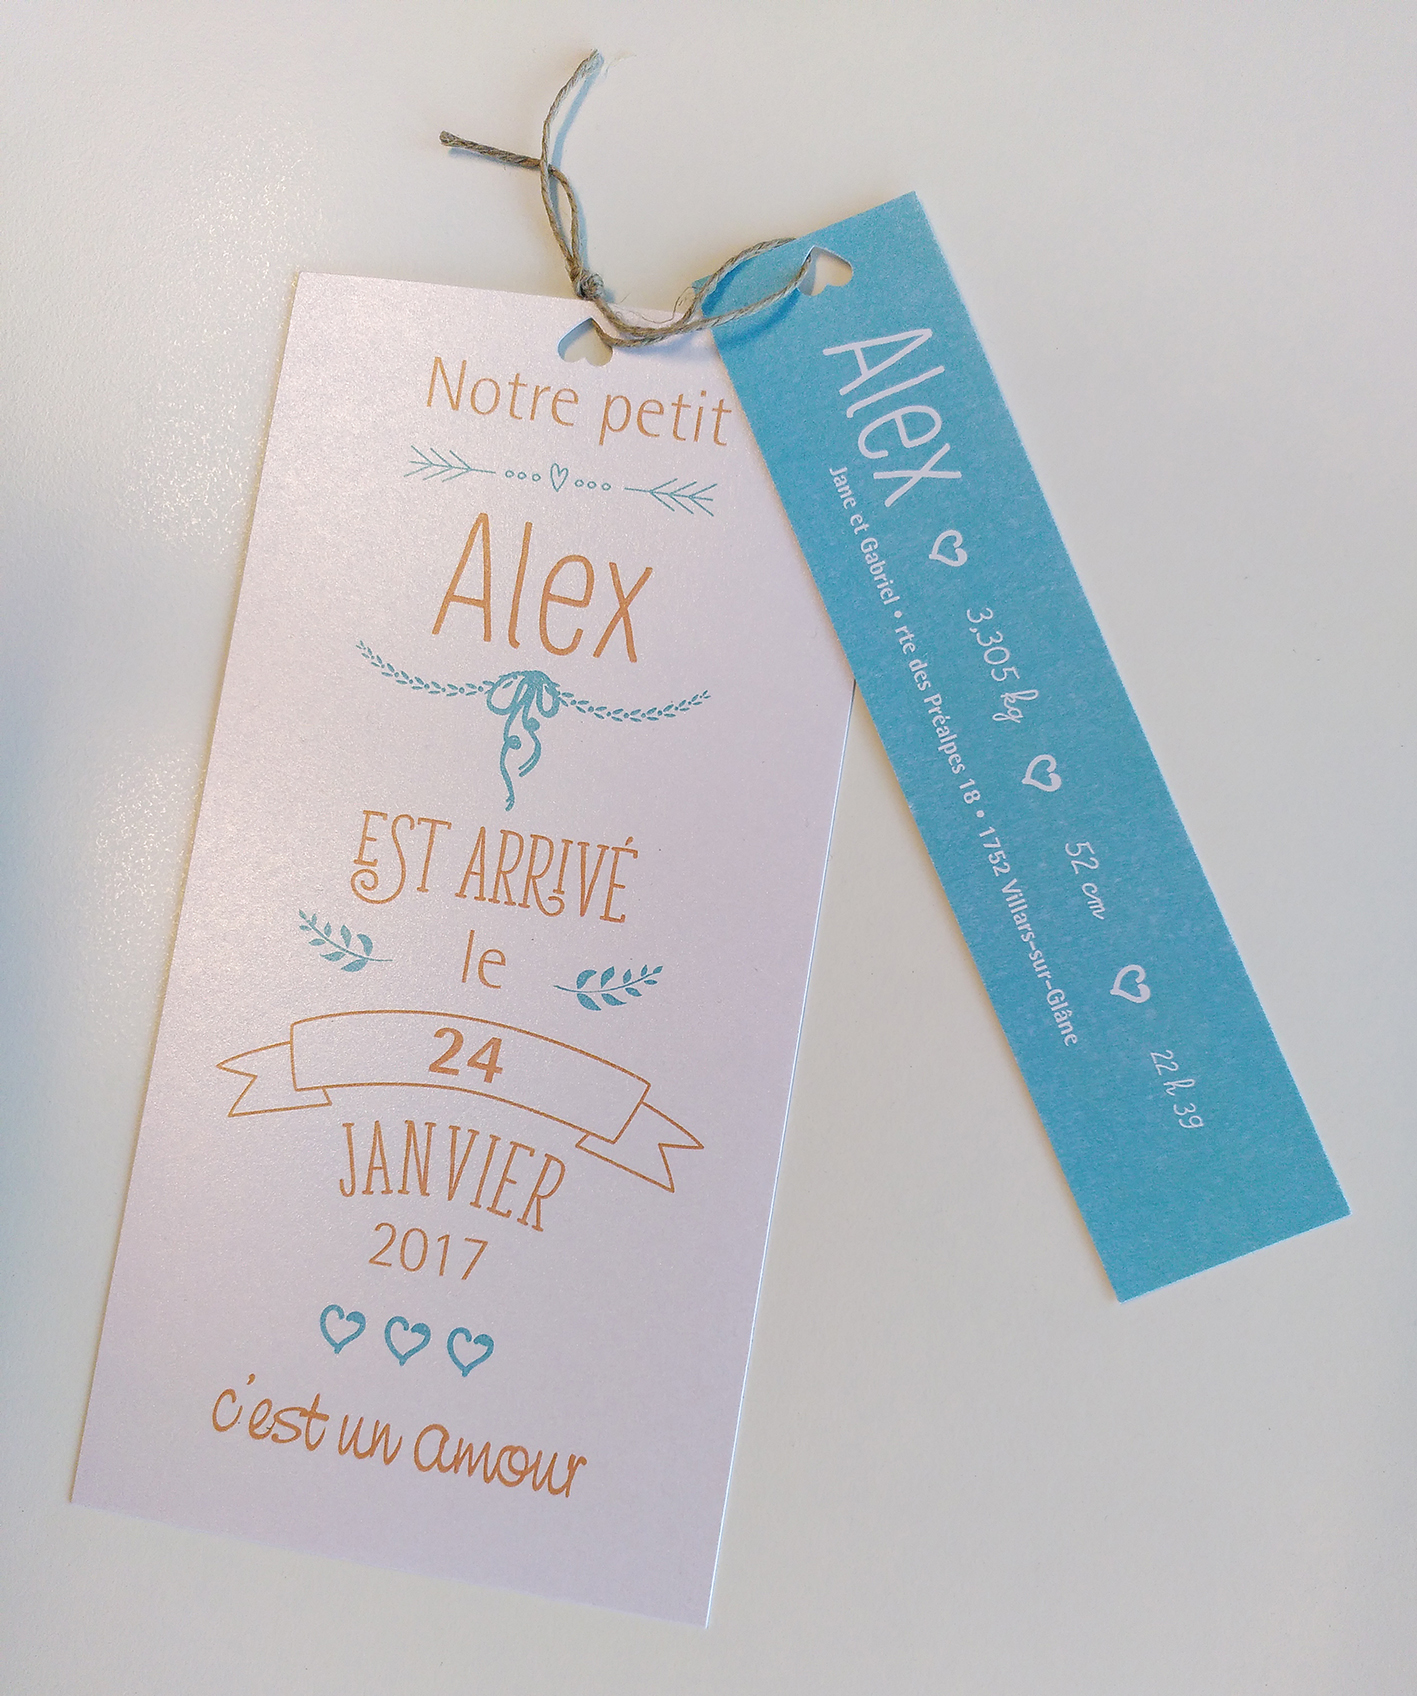 Notre petit
Alex
EST ARRIVÉ
le
24
JANVIER
2017
c'est un amour
Alex 3,305 kg 52 cm 22 h 39
Jane et Gabriel • rte des Préalpes 18 • 1752 Villars-sur-Glâne